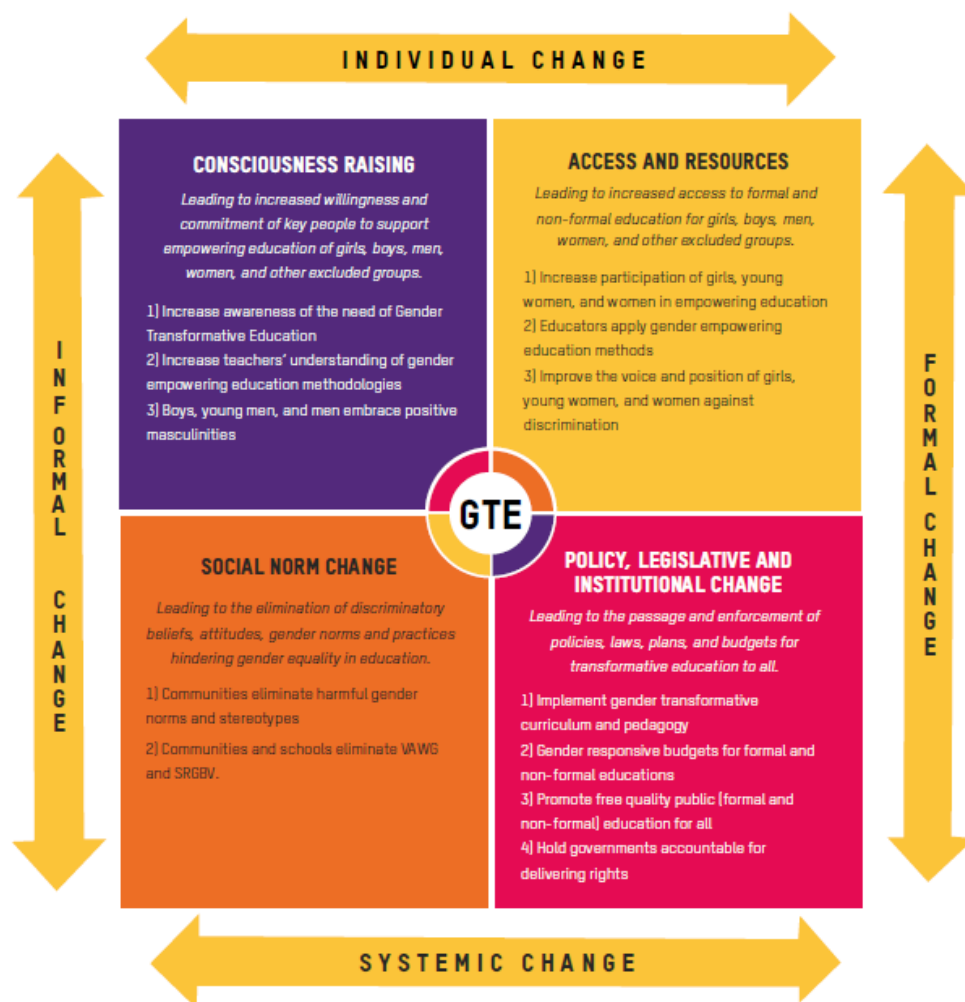 INDIVIDUAL CHANGE
CONSCIOUSNESS RAISING
Leading to increased willingness and
commitment of key people to support
empowering education of girls, boys, men,
women, and other excluded groups.
1) Increase awareness of the need of Gender
Transformative Education
2) Increase teachers' understanding of gender
empowering education methodologies
3) Boys, young men, and men embrace positive
masculinities
ACCESS AND RESOURCES
Leading to increased access to formal and
non-formal education for girls, boys, men,
women, and other excluded groups.
1) Increase participation of girls, young
women, and women in empowering education
2) Educators apply gender empowering
education methods
3) Improve the voice and position of girls,
young women, and women against
discrimination
INFORMAL CHANGE
FORMAL CHANGE
GTE
SOCIAL NORM CHANGE
Leading to the elimination of discriminatory
beliefs, attitudes, gender norms and practices
hindering gender equality in education.
1) Communities eliminate harmful gender
norms and stereotypes
2) Communities and schools eliminate VAWG
and SRGBV.
POLICY, LEGISLATIVE AND
INSTITUTIONAL CHANGE
Leading to the passage and enforcement of
policies, laws, plans, and budgets for
transformative education to all.
1) Implement gender transformative
curriculum and pedagogy
2) Gender responsive budgets for formal and
non-formal educations
3) Promote free quality public (formal and
non-formal) education for all
4) Hold governments accountable for
delivering rights
SYSTEMIC CHANGE